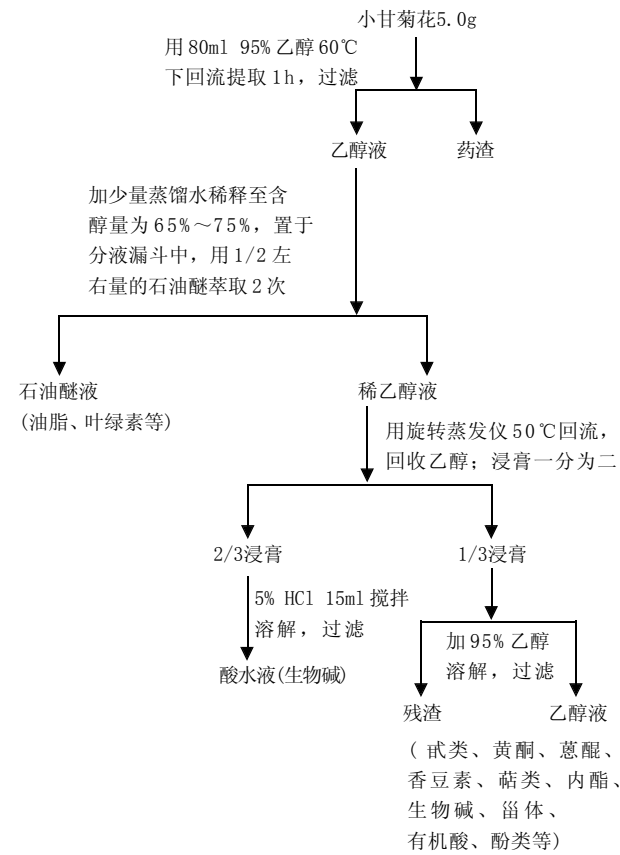 小甘菊花5.0g
用80ml 95%乙醇60℃
下回流提取1h，过滤
乙醇液
药渣
加少量蒸馏水稀释至含
醇量为65%～75%，置于
分液漏斗中，用1/2左
右量的石油醚萃取2次
石油醚液
(油脂、叶绿素等)
稀乙醇液
用旋转蒸发仪50℃回流，
回收乙醇；浸膏一分为二
2/3浸膏
1/3浸膏
5% HCl 15ml搅拌
溶解，过滤
酸水液(生物碱)
加95%乙醇
溶解，过滤
残渣
乙醇液
(甙类、黄酮、蒽醌、
香豆素、萜类、内酯、
生物碱、甾体、
有机酸、酚类等)